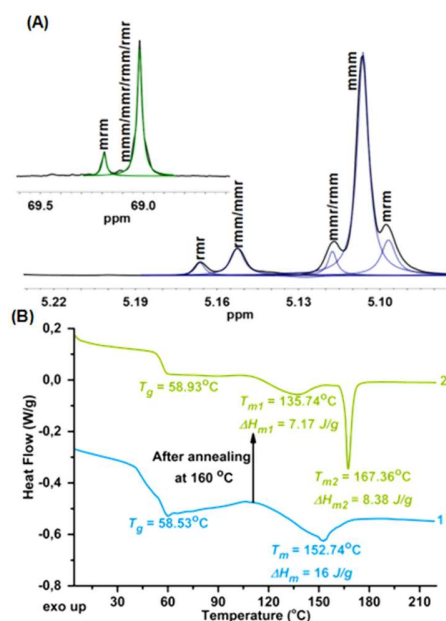 (A)
mrm
mmm/mmr/rmm/rmr
69.5 69.0
ppm
rmr
rmm/mmr
mmr/rmm
mmm
mrm
5.22 5.19 5.16 5.13 5.10
ppm
(B)
0,2
0,0
-0,2
-0,4
-0,6
-0,8
Heat Flow (W/g)
2
Tg = 58.93°C
Tm1 = 135.74°C
ΔHm1 = 7.17 J/g
After annealing
at 160 °C
Tm2 = 167.36°C
ΔHm2 = 8.38 J/g
1
Tg = 58.53°C
Tm = 152.74°C
ΔHm = 16 J/g
exo up
30 60 90 120 150 180 210
Temperature (°C)